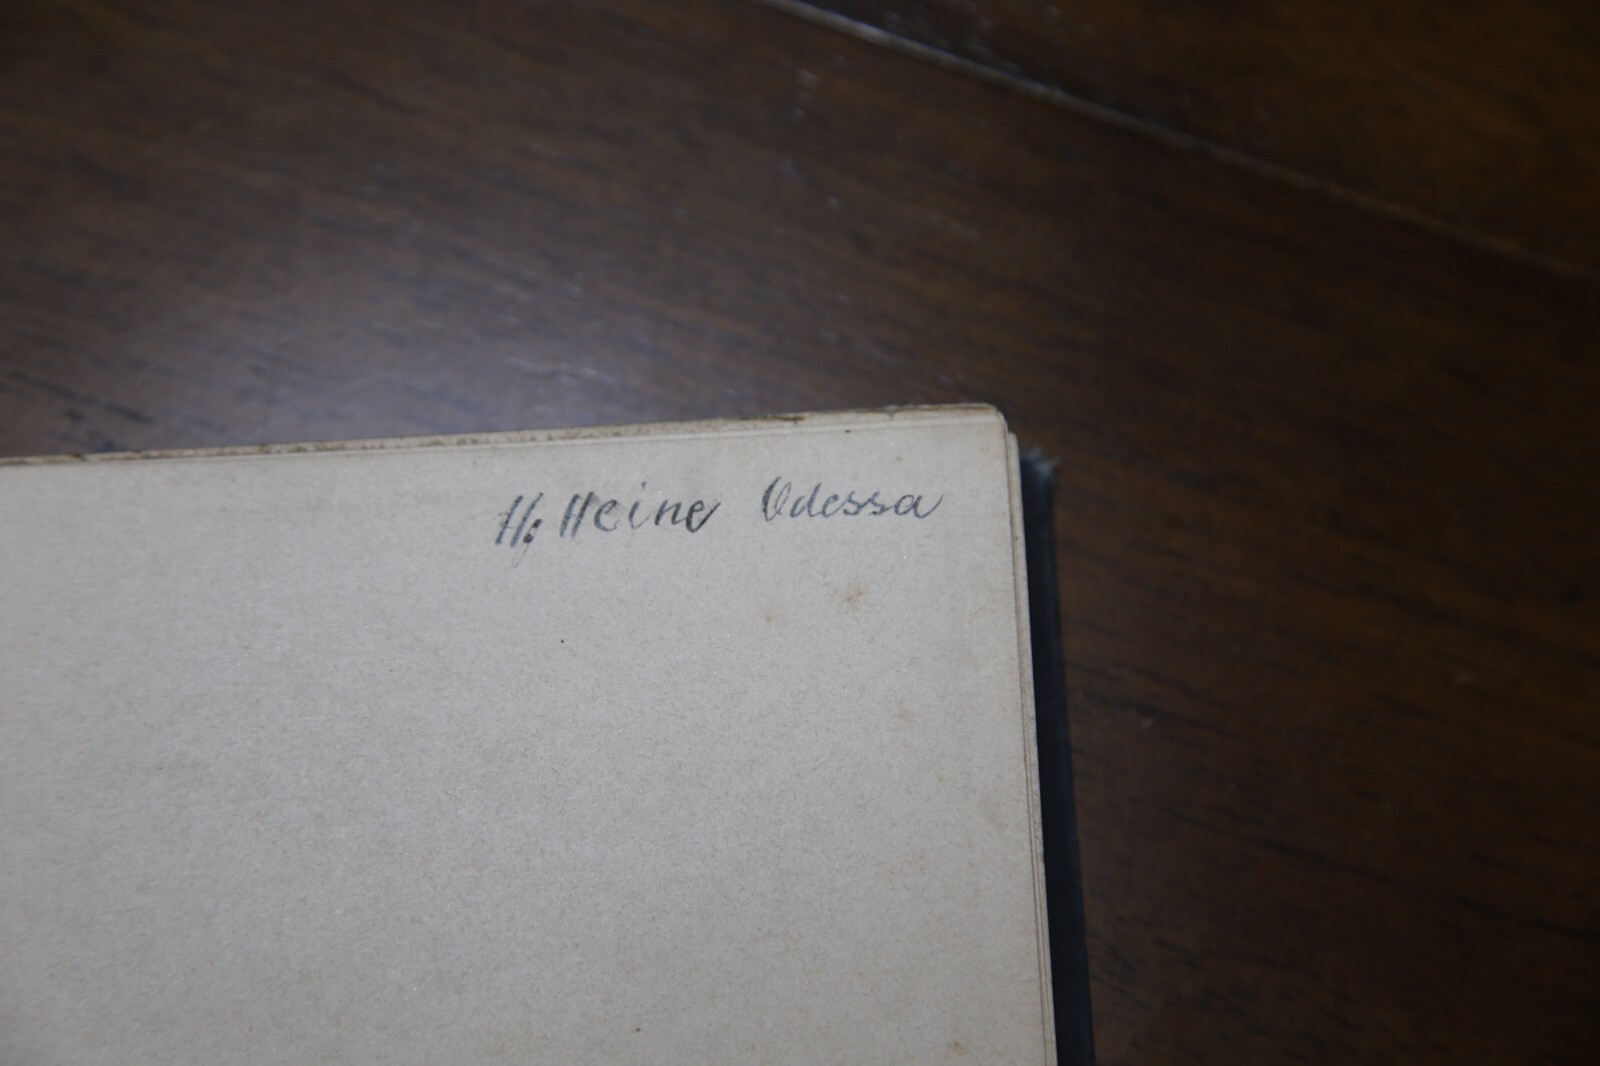 H. Heine Odessa